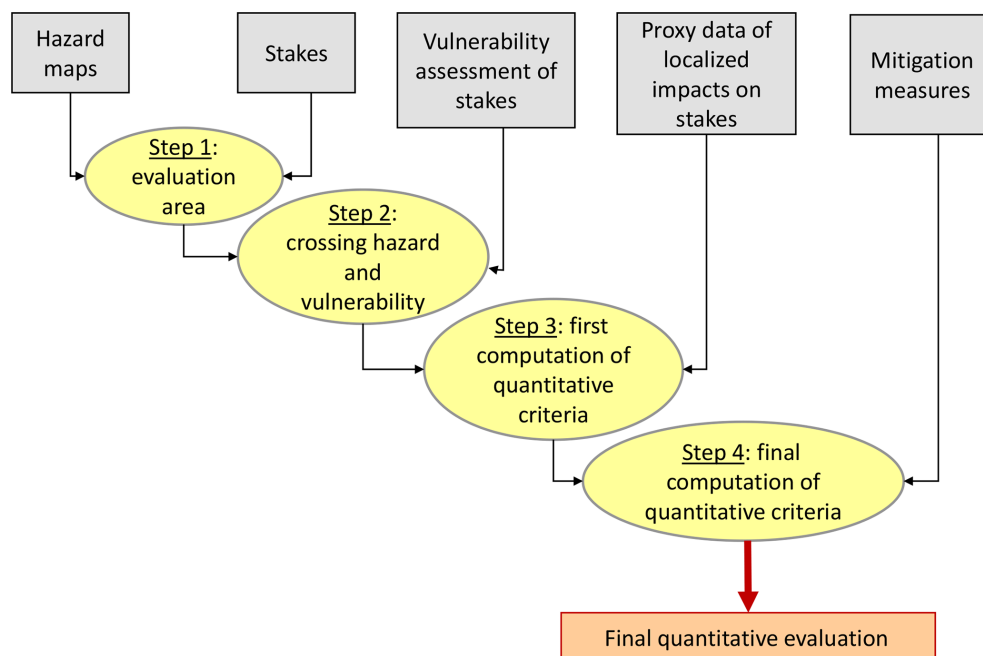 Hazard
maps
Stakes
Vulnerability
assessment of
stakes
Proxy data of
localized
impacts on
stakes
Mitigation
measures
Step 1:
evaluation
area
Step 2:
crossing hazard
and
vulnerability
Step 3: first
computation of
quantitative
criteria
Step 4: final
computation of
quantitative criteria
Final quantitative evaluation